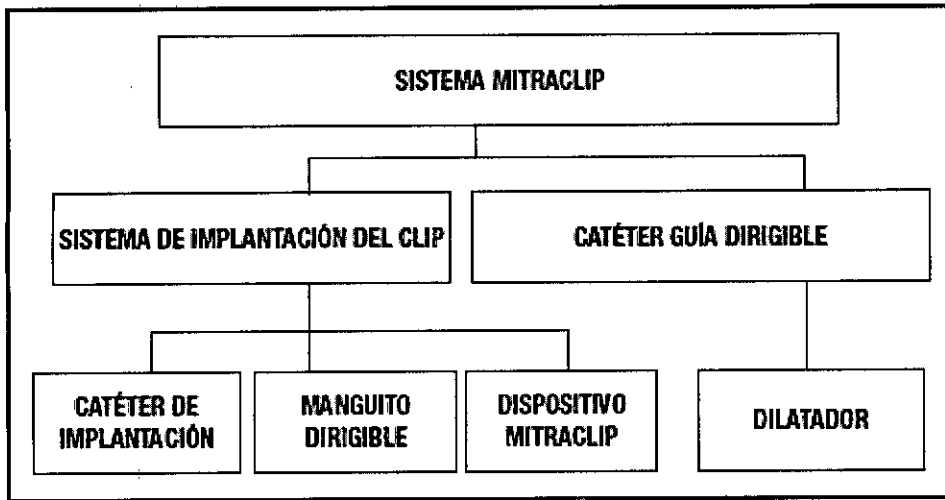 SISTEMA MITRACLIP
SISTEMA DE IMPLANTACIÓN DEL CLIP
CATÉTER GUÍA DIRIGIBLE
CATÉTER DE
IMPLANTACIÓN
MANGUITO
DIRIGIBLE
DISPOSITIVO
MITRACLIP
DILATADOR